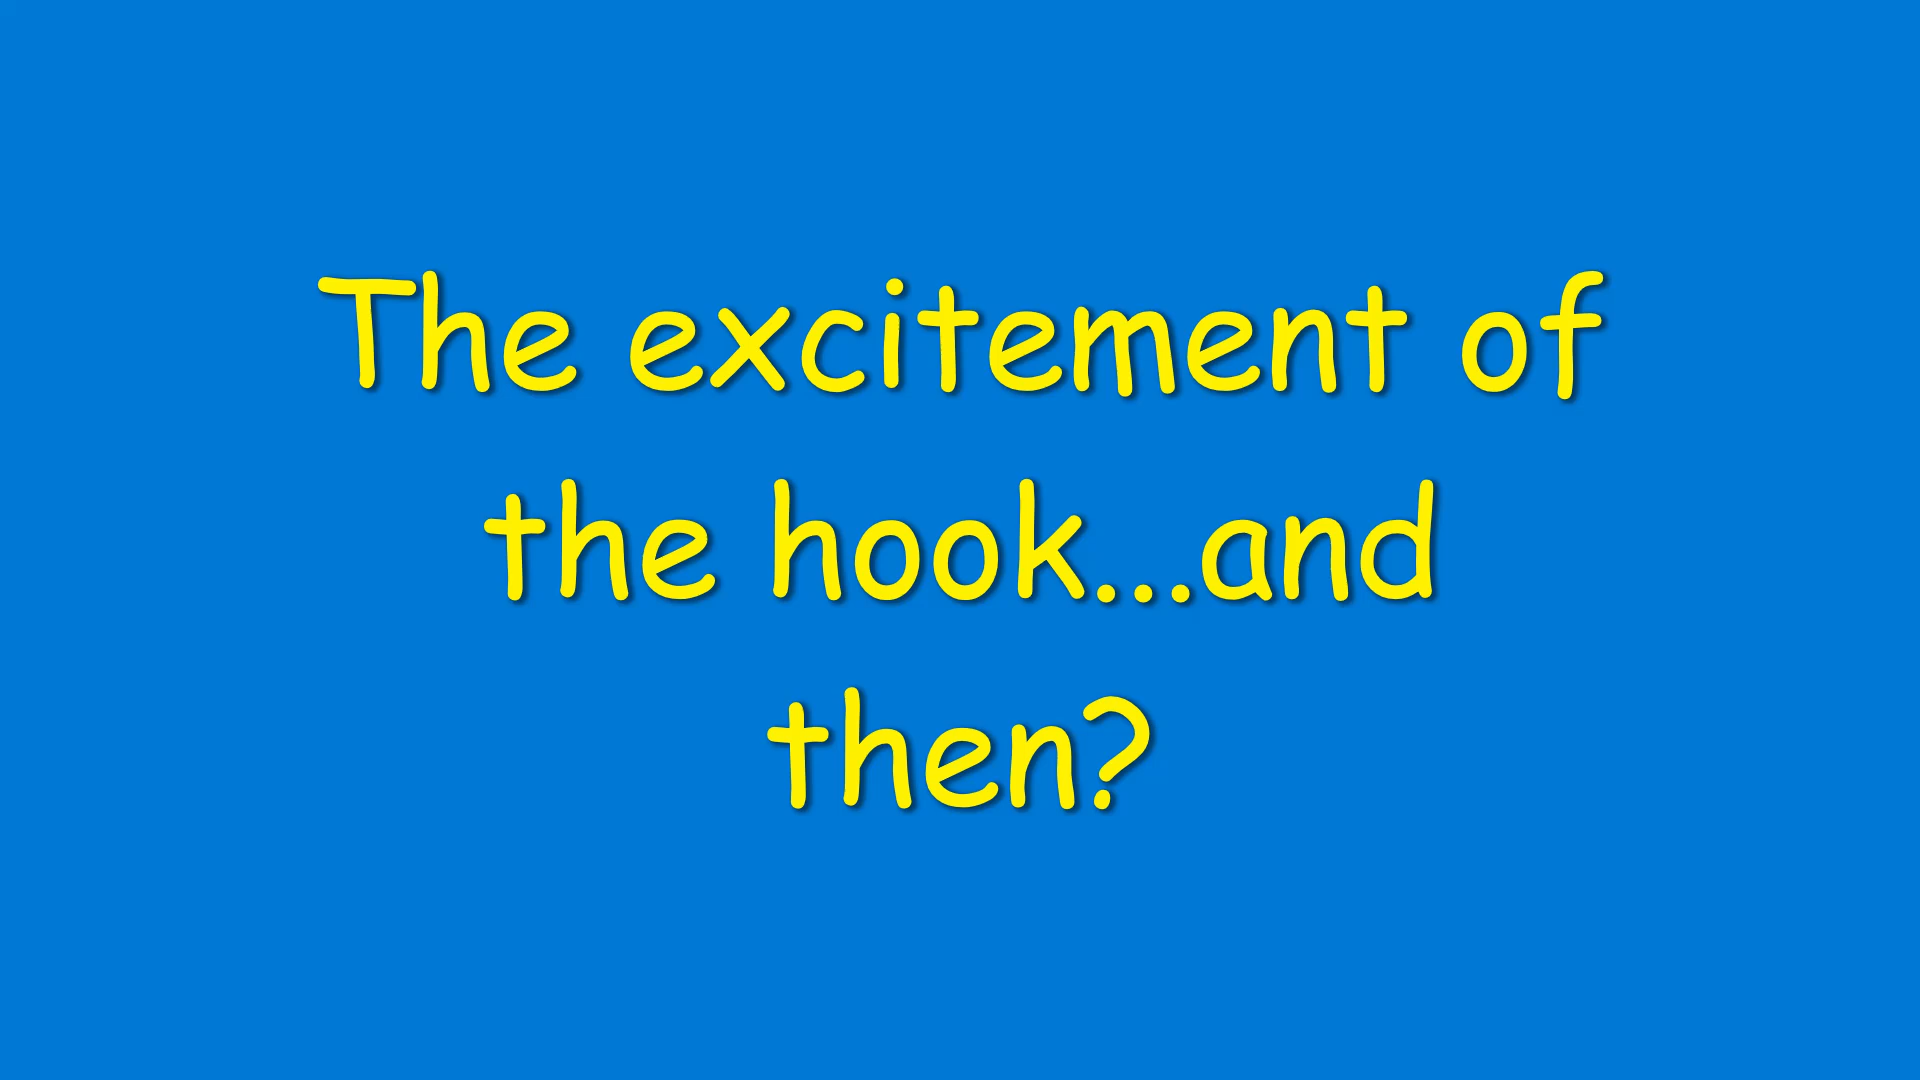 The excitement of
the hook...and
then?